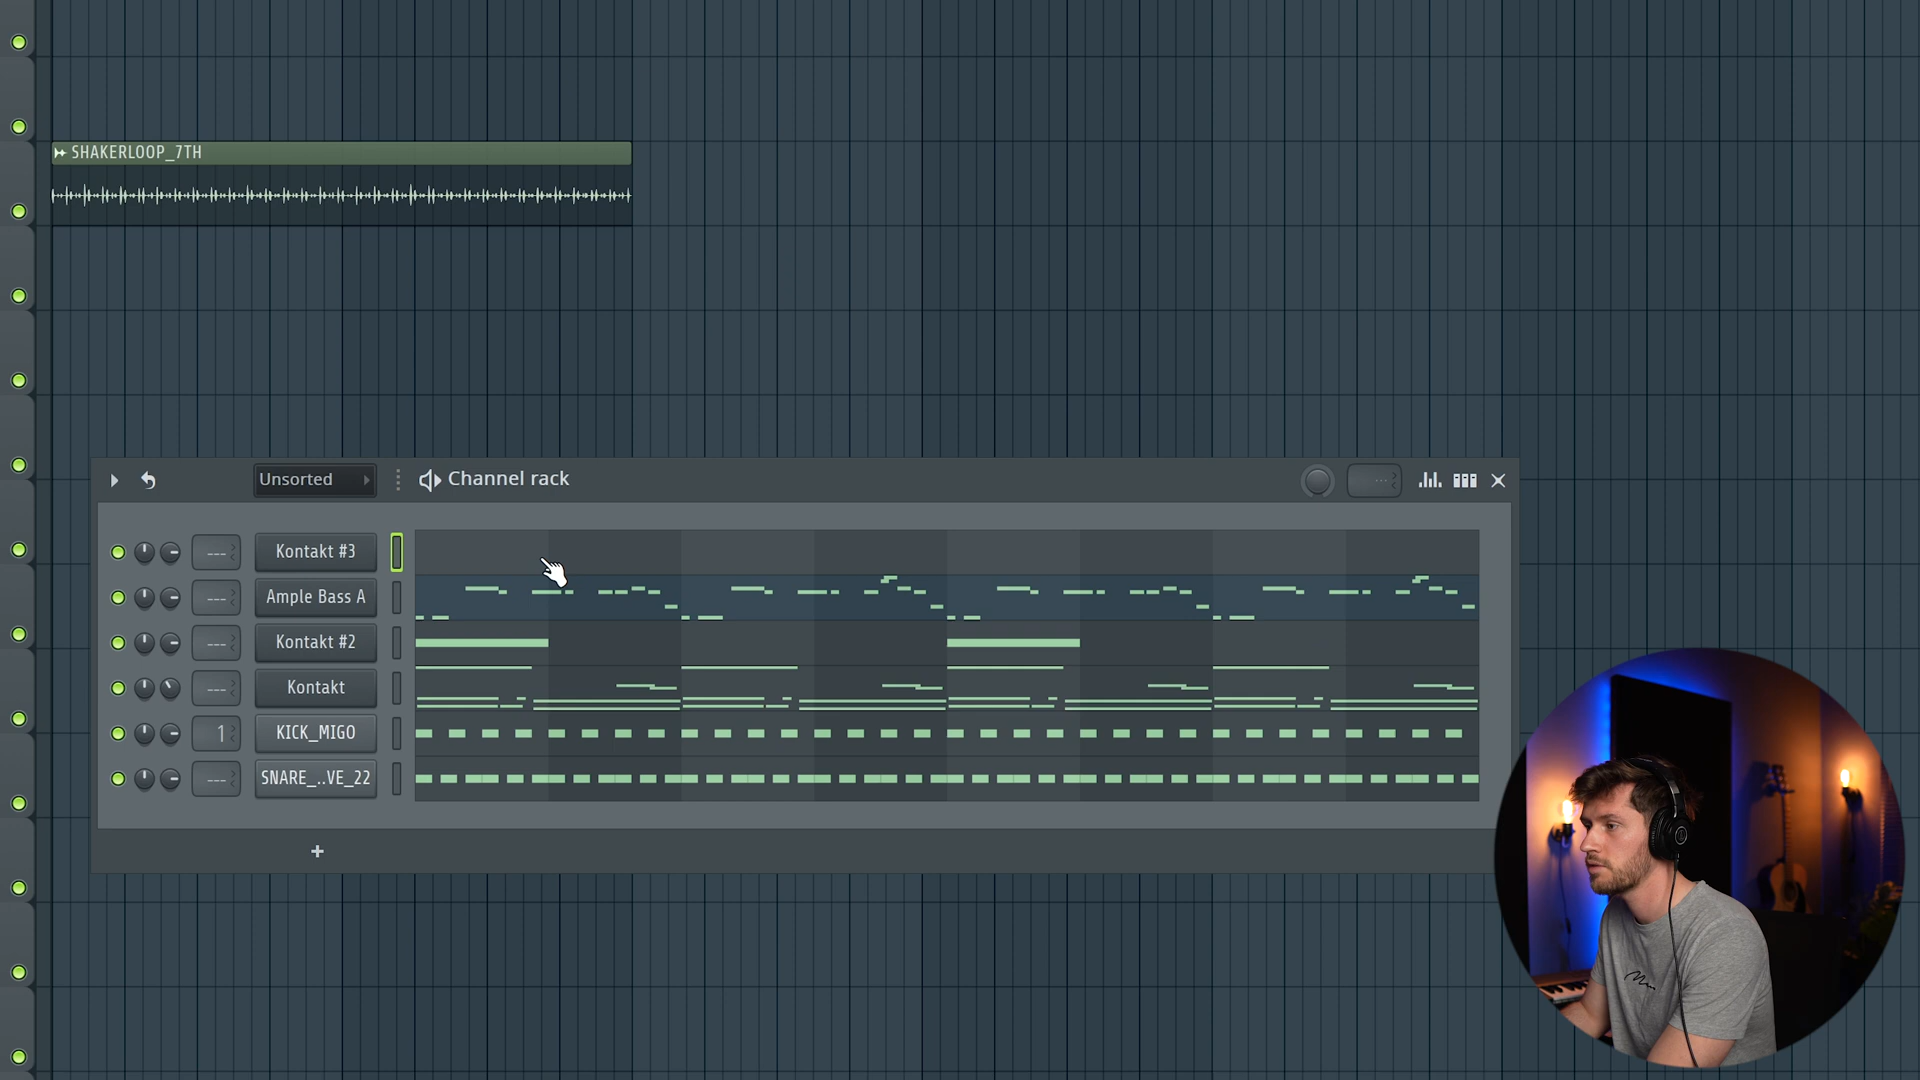 SHAKERLOOP_7TH
Unsorted
Channel rack
--- Kontakt #3
--- Ample Bass A
--- Kontakt #2
--- Kontakt
1 KICK_MIGO
--- SNARE_..VE_22
+